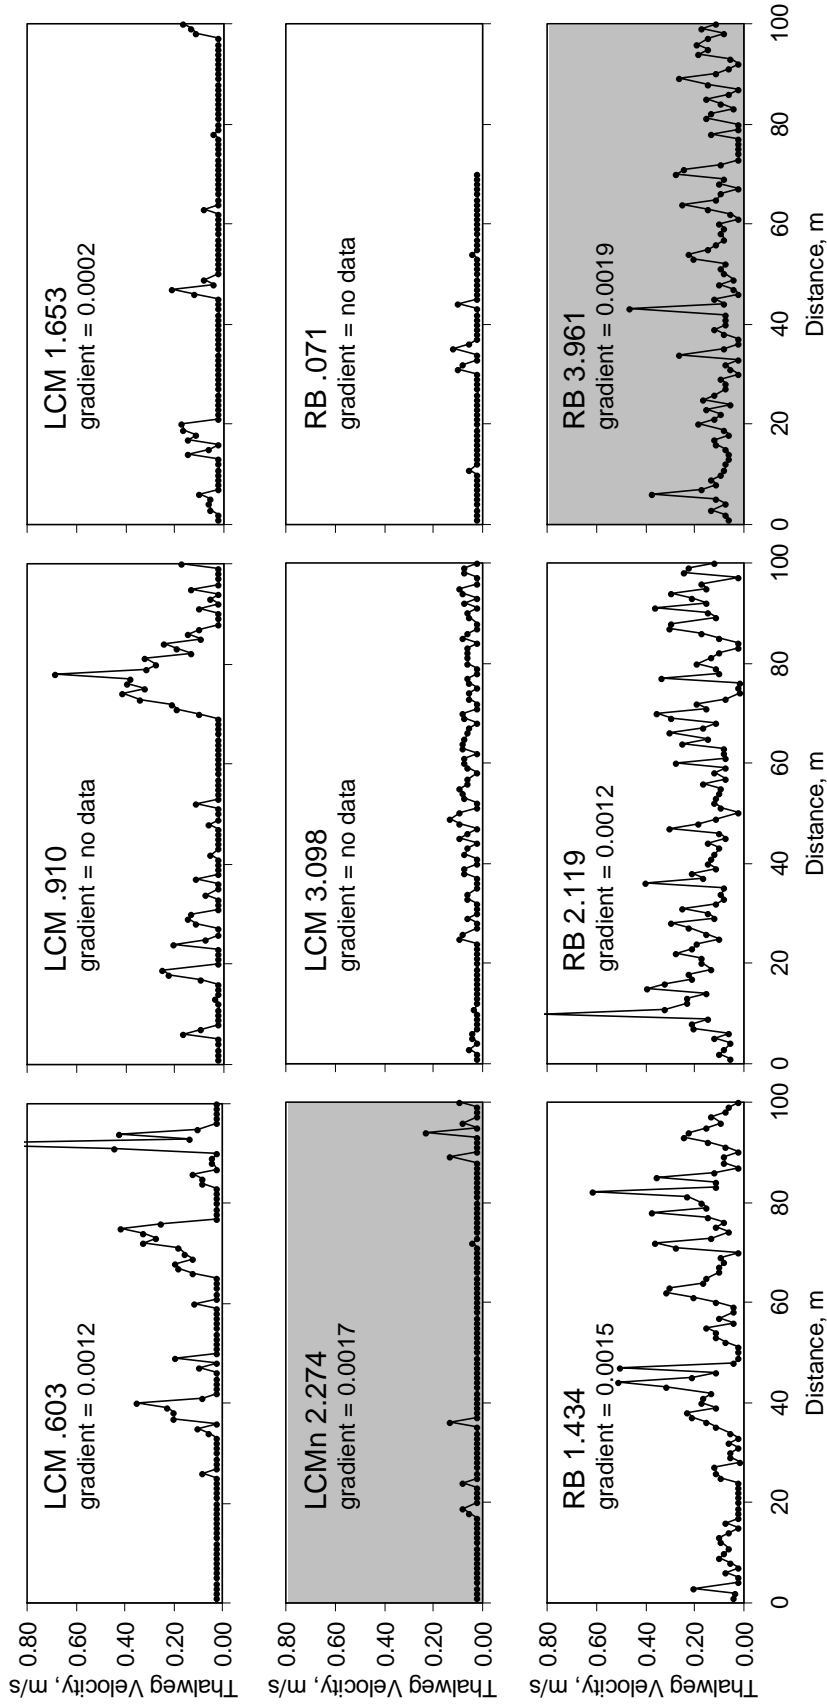 LCM .603
gradient = 0.0012
LCM .910
gradient = no data
LCM 1.653
gradient = 0.0002
0.80
0.60
0.40
0.20
0.00
Thalweg Velocity, m/s
LCMn 2.274
gradient = 0.0017
LCM 3.098
gradient = no data
RB .071
gradient = no data
0.80
0.60
0.40
0.20
0.00
Thalweg Velocity, m/s
RB 1.434
gradient = 0.0015
RB 2.119
gradient = 0.0012
RB 3.961
gradient = 0.0019
0.80
0.60
0.40
0.20
0.00
Thalweg Velocity, m/s
0 20 40 60 80 100
0 20 40 60 80 100
0 20 40 60 80 100
Distance, m
Distance, m
Distance, m